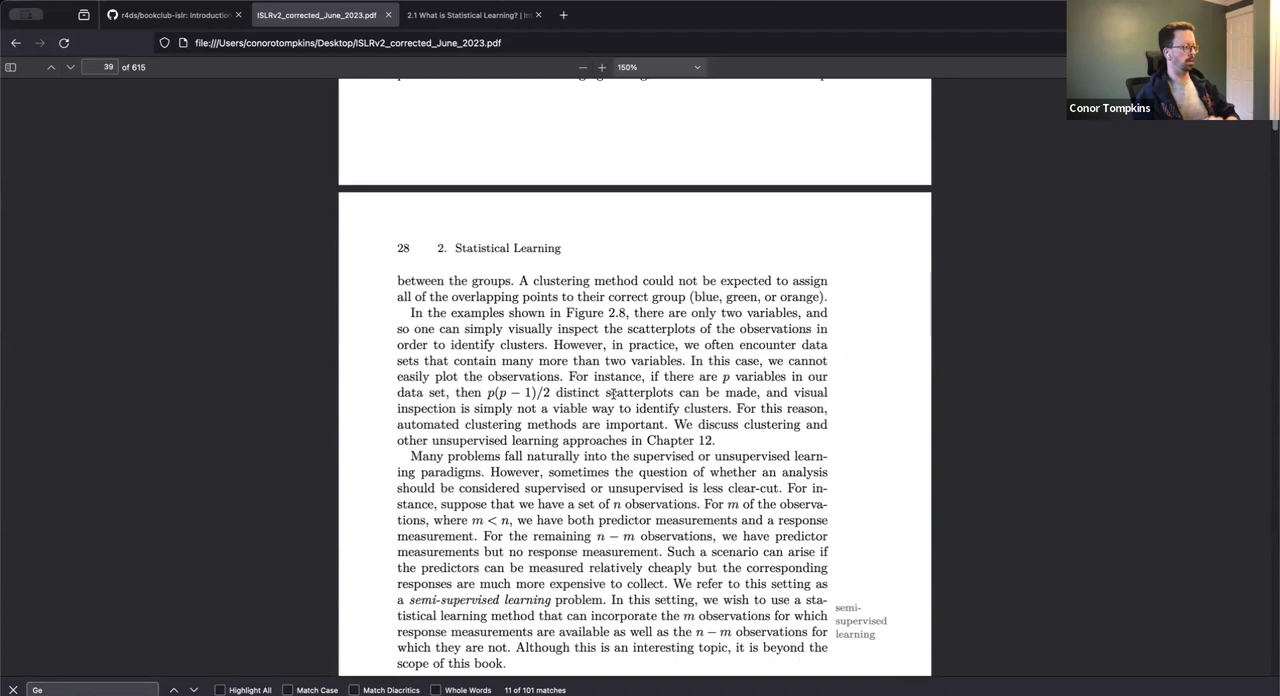 r4ds/bookclub-islr: Introduction
ISLRv2_corrected_June_2023.pdf
2.1 What is Statistical Learning? | In
file:///Users/conorotompkins/Desktop/ISLRv2_corrected_June_2023.pdf
39 of 615
150%
Conor Tompkins
28 2. Statistical Learning
between the groups. A clustering method could not be expected to assign
all of the overlapping points to their correct group (blue, green, or orange).
In the examples shown in Figure 2.8, there are only two variables, and
so one can simply visually inspect the scatterplots of the observations in
order to identify clusters. However, in practice, we often encounter data
sets that contain many more than two variables. In this case, we cannot
easily plot the observations. For instance, if there are p variables in our
data set, then p(p − 1)/2 distinct scatterplots can be made, and visual
inspection is simply not a viable way to identify clusters. For this reason,
automated clustering methods are important. We discuss clustering and
other unsupervised learning approaches in Chapter 12.
Many problems fall naturally into the supervised or unsupervised learn-
ing paradigms. However, sometimes the question of whether an analysis
should be considered supervised or unsupervised is less clear-cut. For in-
stance, suppose that we have a set of n observations. For m of the observa-
tions, where m < n, we have both predictor measurements and a response
measurement. For the remaining n − m observations, we have predictor
measurements but no response measurement. Such a scenario can arise if
the predictors can be measured relatively cheaply but the corresponding
responses are much more expensive to collect. We refer to this setting as
a semi-supervised learning problem. In this setting, we wish to use a sta-
tistical learning method that can incorporate the m observations for which
response measurements are available as well as the n − m observations for
which they are not. Although this is an interesting topic, it is beyond the
scope of this book.
semi-
supervised
learning
Ge
Highlight All
Match Case
Match Diacritics
Whole Words
11 of 101 matches